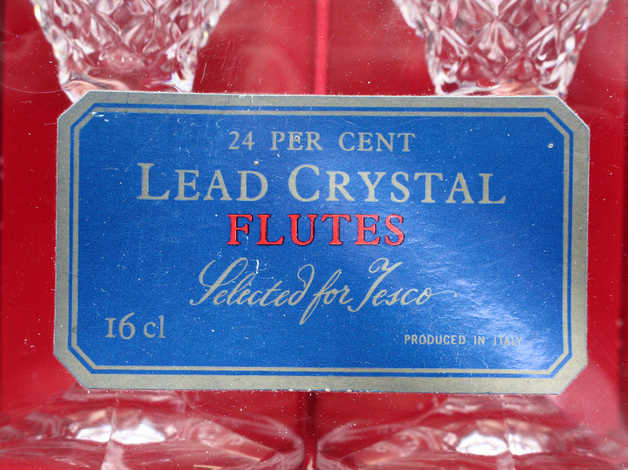 24 PER CENT
LEAD CRYSTAL
FLUTES
Selected for Tesco
16 cl
PRODUCED IN ITALY